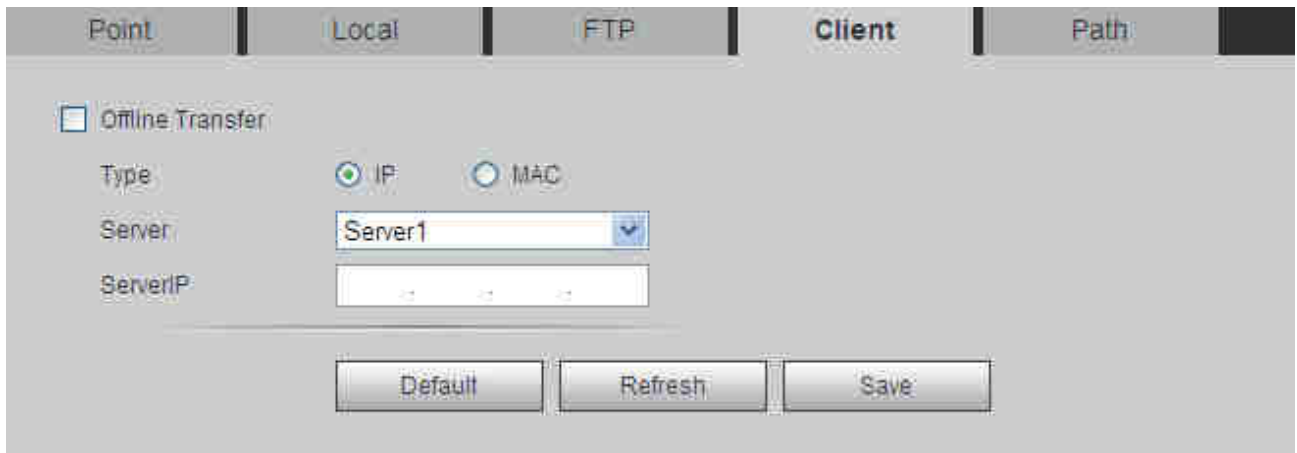 Point Local FTP Client Path
Offline Transfer
Type IP MAC
Server Server1
ServerIP . . .
Default Refresh Save